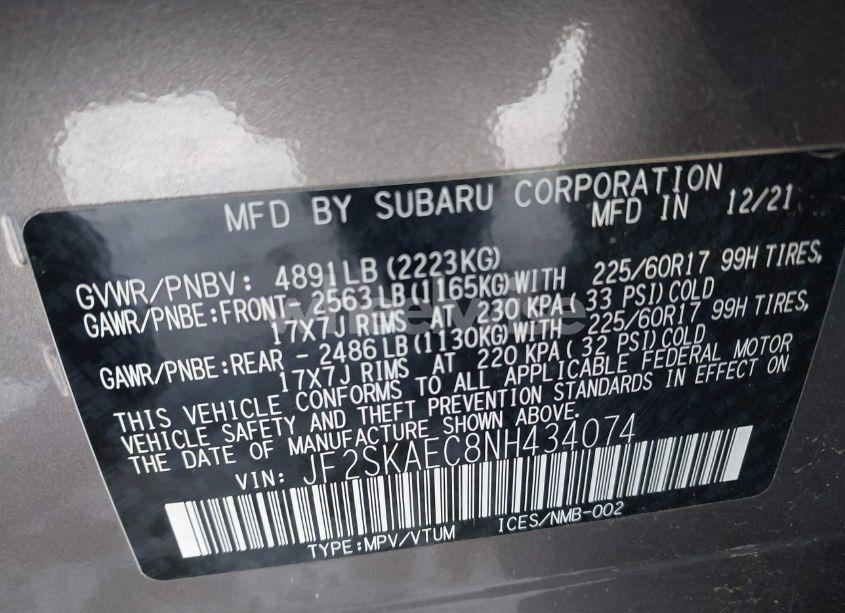 MFD BY SUBARU CORPORATION
MFD IN 12/21
GVWR/PNBV: 4891LB (2223KG)
GAWR/PNBE:FRONT-2563LB(1165KG)WITH 225/60R17 99H TIRES,
17X7J RIMS AT 230 KPA( 33 PSI)COLD
GAWR/PNBE:REAR -2486LB(1130KG)WITH 225/60R17 99H TIRES,
17X7J RIMS AT 220 KPA( 32 PSI)COLD
THIS VEHICLE CONFORMS TO ALL APPLICABLE FEDERAL MOTOR
VEHICLE SAFETY AND THEFT PREVENTION STANDARDS IN EFFECT ON
THE DATE OF MANUFACTURE SHOWN ABOVE.
VIN: JF2SKAEC8NH434074
TYPE:MPV/VTUM ICES/NMB-002